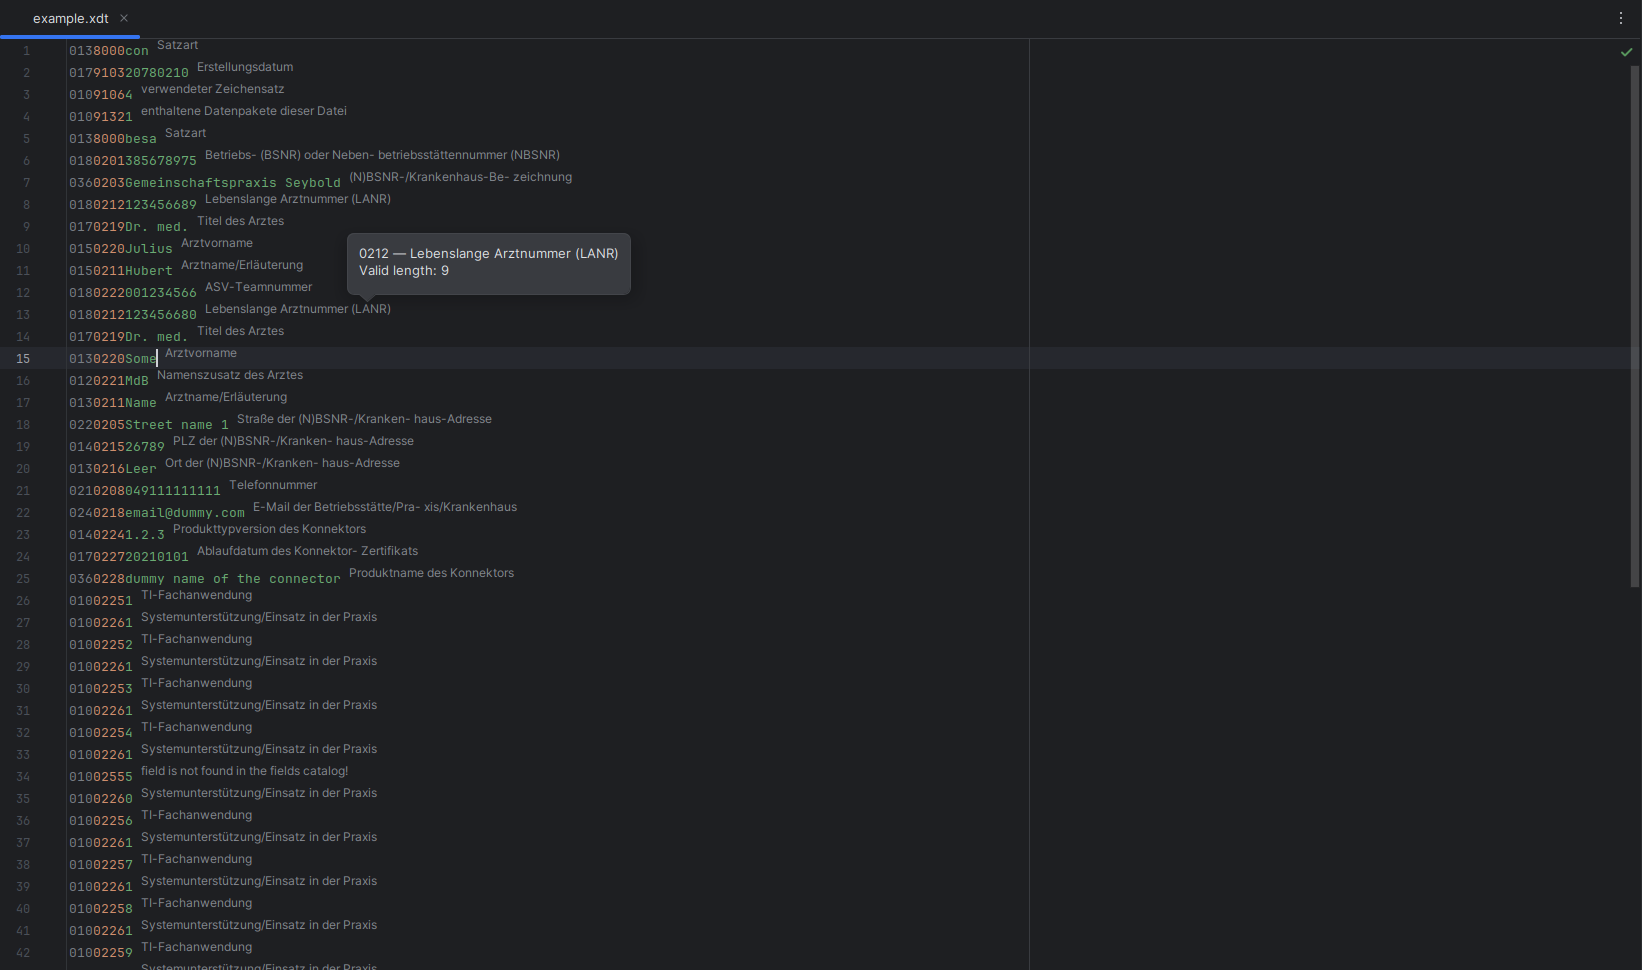 example.xdt
1 0138000con Satzart
2 017910320780210 Erstellungsdatum
3 01091064 verwendeter Zeichensatz
4 01091321 enthaltene Datenpakete dieser Datei
5 0138000besa Satzart
6 0180201385678975 Betriebs- (BSNR) oder Neben- betriebsstättennummer (NBSNR)
7 0360203Gemeinschaftspraxis Seybold (N)BSNR-/Krankenhaus-Be- zeichnung
8 0180212123456689 Lebenslange Arztnummer (LANR)
9 0170219Dr. med. Titel des Arztes
10 0150220Julius Arztvorname
0212 — Lebenslange Arztnummer (LANR)
Valid length: 9
11 0150211Hubert Arztname/Erläuterung
12 0180222001234566 ASV-Teamnummer
13 0180212123456680 Lebenslange Arztnummer (LANR)
14 0170219Dr. med. Titel des Arztes
15 0130220Some Arztvorname
16 0120221MdB Namenszusatz des Arztes
17 0130211Name Arztname/Erläuterung
18 0220205Street name 1 Straße der (N)BSNR-/Kranken- haus-Adresse
19 014021526789 PLZ der (N)BSNR-/Kranken- haus-Adresse
20 0130216Leer Ort der (N)BSNR-/Kranken- haus-Adresse
21 0210208049111111111 Telefonnummer
22 0240218email@dummy.com E-Mail der Betriebsstätte/Pra- xis/Krankenhaus
23 01402241.2.3 Produkttypversion des Konnektors
24 017022720210101 Ablaufdatum des Konnektor- Zertifikats
25 0360228dummy name of the connector Produktname des Konnektors
26 01002251 TI-Fachanwendung
27 01002261 Systemunterstützung/Einsatz in der Praxis
28 01002252 TI-Fachanwendung
29 01002261 Systemunterstützung/Einsatz in der Praxis
30 01002253 TI-Fachanwendung
31 01002261 Systemunterstützung/Einsatz in der Praxis
32 01002254 TI-Fachanwendung
33 01002261 Systemunterstützung/Einsatz in der Praxis
34 01002555 field is not found in the fields catalog!
35 01002260 Systemunterstützung/Einsatz in der Praxis
36 01002256 TI-Fachanwendung
37 01002261 Systemunterstützung/Einsatz in der Praxis
38 01002257 TI-Fachanwendung
39 01002261 Systemunterstützung/Einsatz in der Praxis
40 01002258 TI-Fachanwendung
41 01002261 Systemunterstützung/Einsatz in der Praxis
42 01002259 TI-Fachanwendung
Systemunterstützung/Einsatz in der Praxis